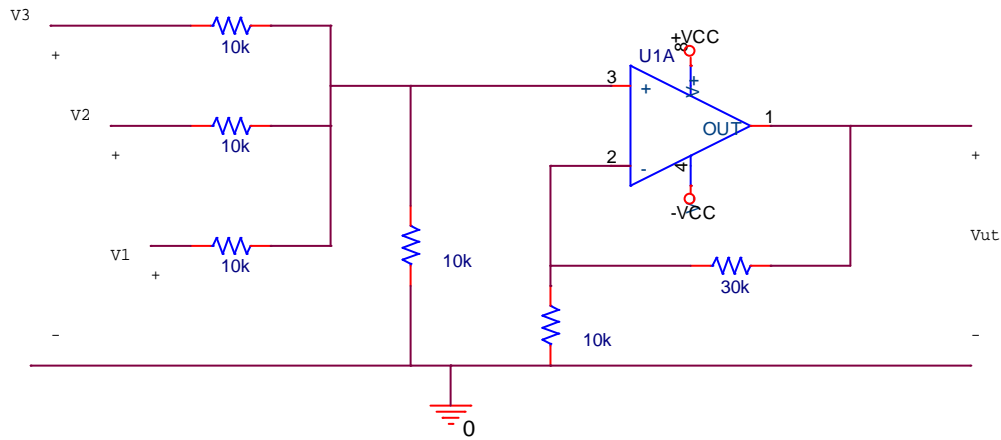 V3
10k
+
V2
10k
+
V1
10k
+
-
10k
U1A
+VCC
8
V+
3
+
OUT
1
2
-
4
V-
-VCC
30k
10k
+
Vut
-
0